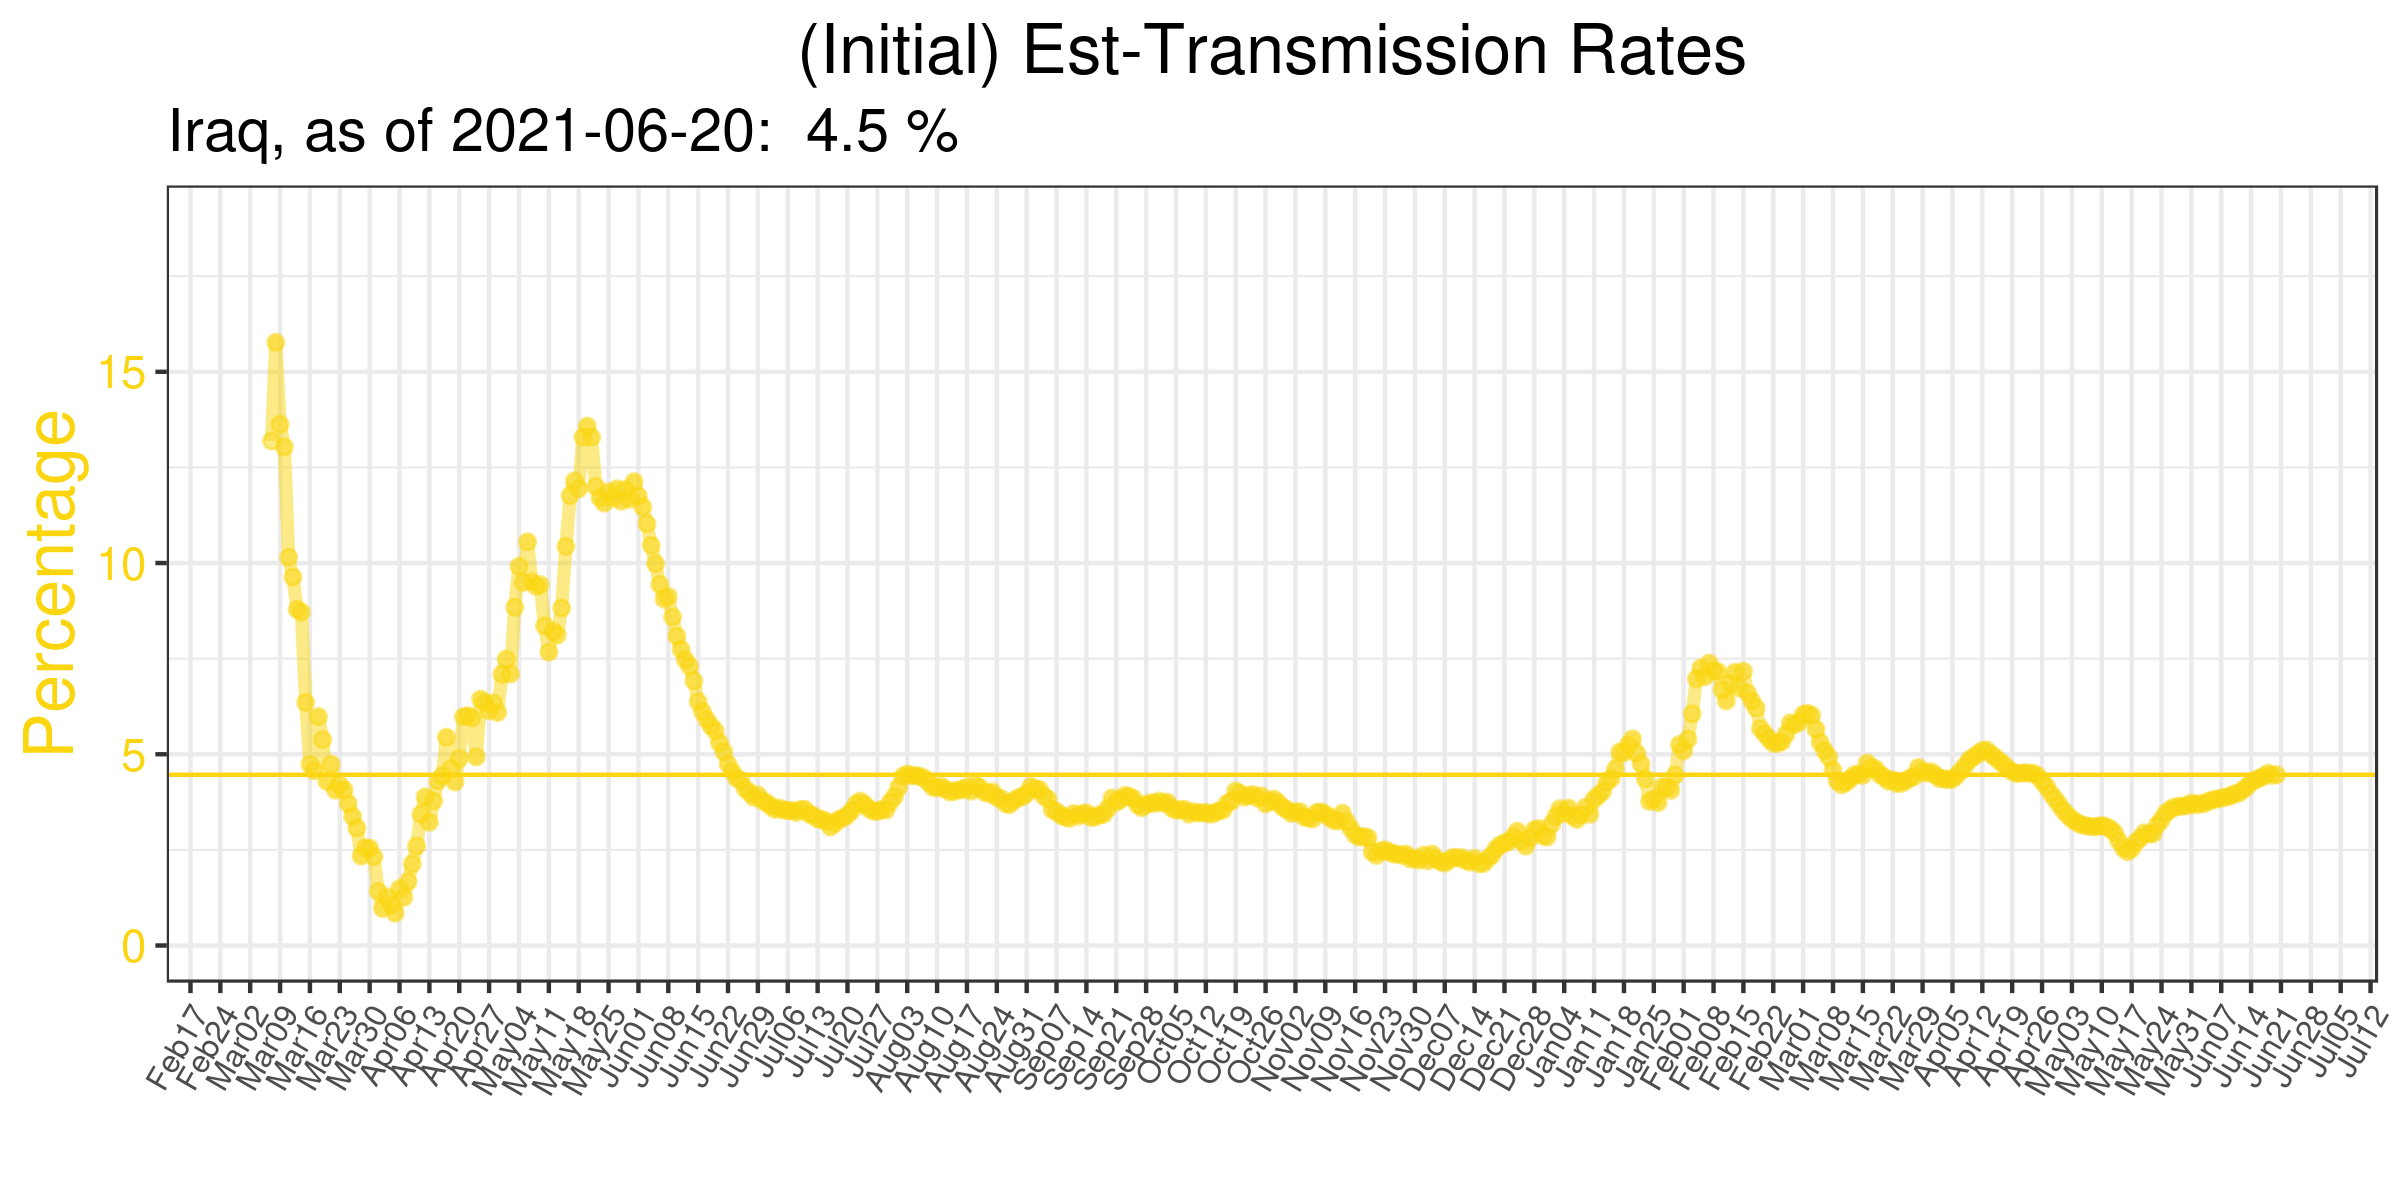 (Initial) Est-Transmission Rates
Iraq, as of 2021-06-20:  4.5 %
Percentage
15
10
5
0
Feb17 Feb24 Mar02 Mar09 Mar16 Mar23 Mar30 Apr06 Apr13 Apr20 Apr27 May04 May11 May18 May25 Jun01 Jun08 Jun15 Jun22 Jun29 Jul06 Jul13 Jul20 Jul27 Aug03 Aug10 Aug17 Aug24 Aug31 Sep07 Sep14 Sep21 Sep28 Oct05 Oct12 Oct19 Oct26 Nov02 Nov09 Nov16 Nov23 Nov30 Dec07 Dec14 Dec21 Dec28 Jan04 Jan11 Jan18 Jan25 Feb01 Feb08 Feb15 Feb22 Mar01 Mar08 Mar15 Mar22 Mar29 Apr05 Apr12 Apr19 Apr26 May03 May10 May17 May24 May31 Jun07 Jun14 Jun21 Jun28 Jul05 Jul12